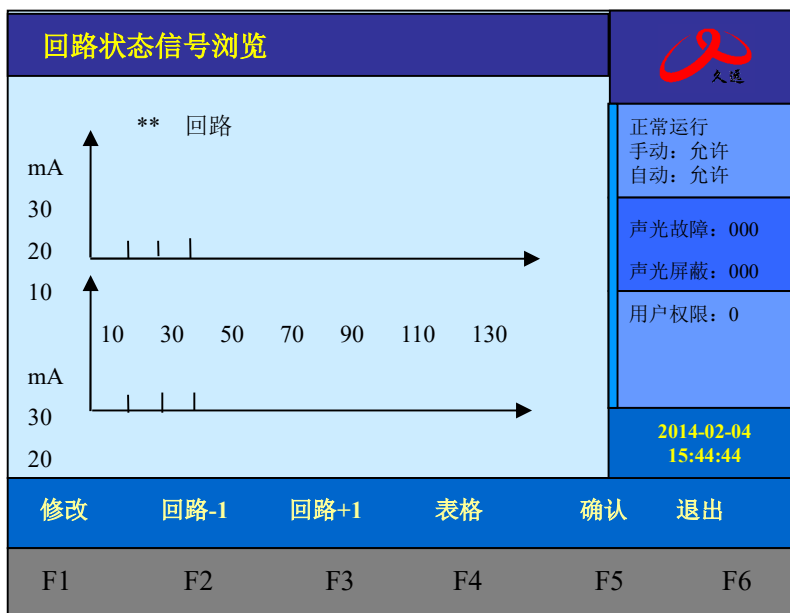 回路状态信号浏览
久远
** 回路
mA
30
20
10
10 30 50 70 90 110 130
mA
30
20
正常运行
手动：允许
自动：允许
声光故障：000
声光屏蔽：000
用户权限：0
2014-02-04
15:44:44
修改 回路-1 回路+1 表格 确认 退出
F1 F2 F3 F4 F5 F6